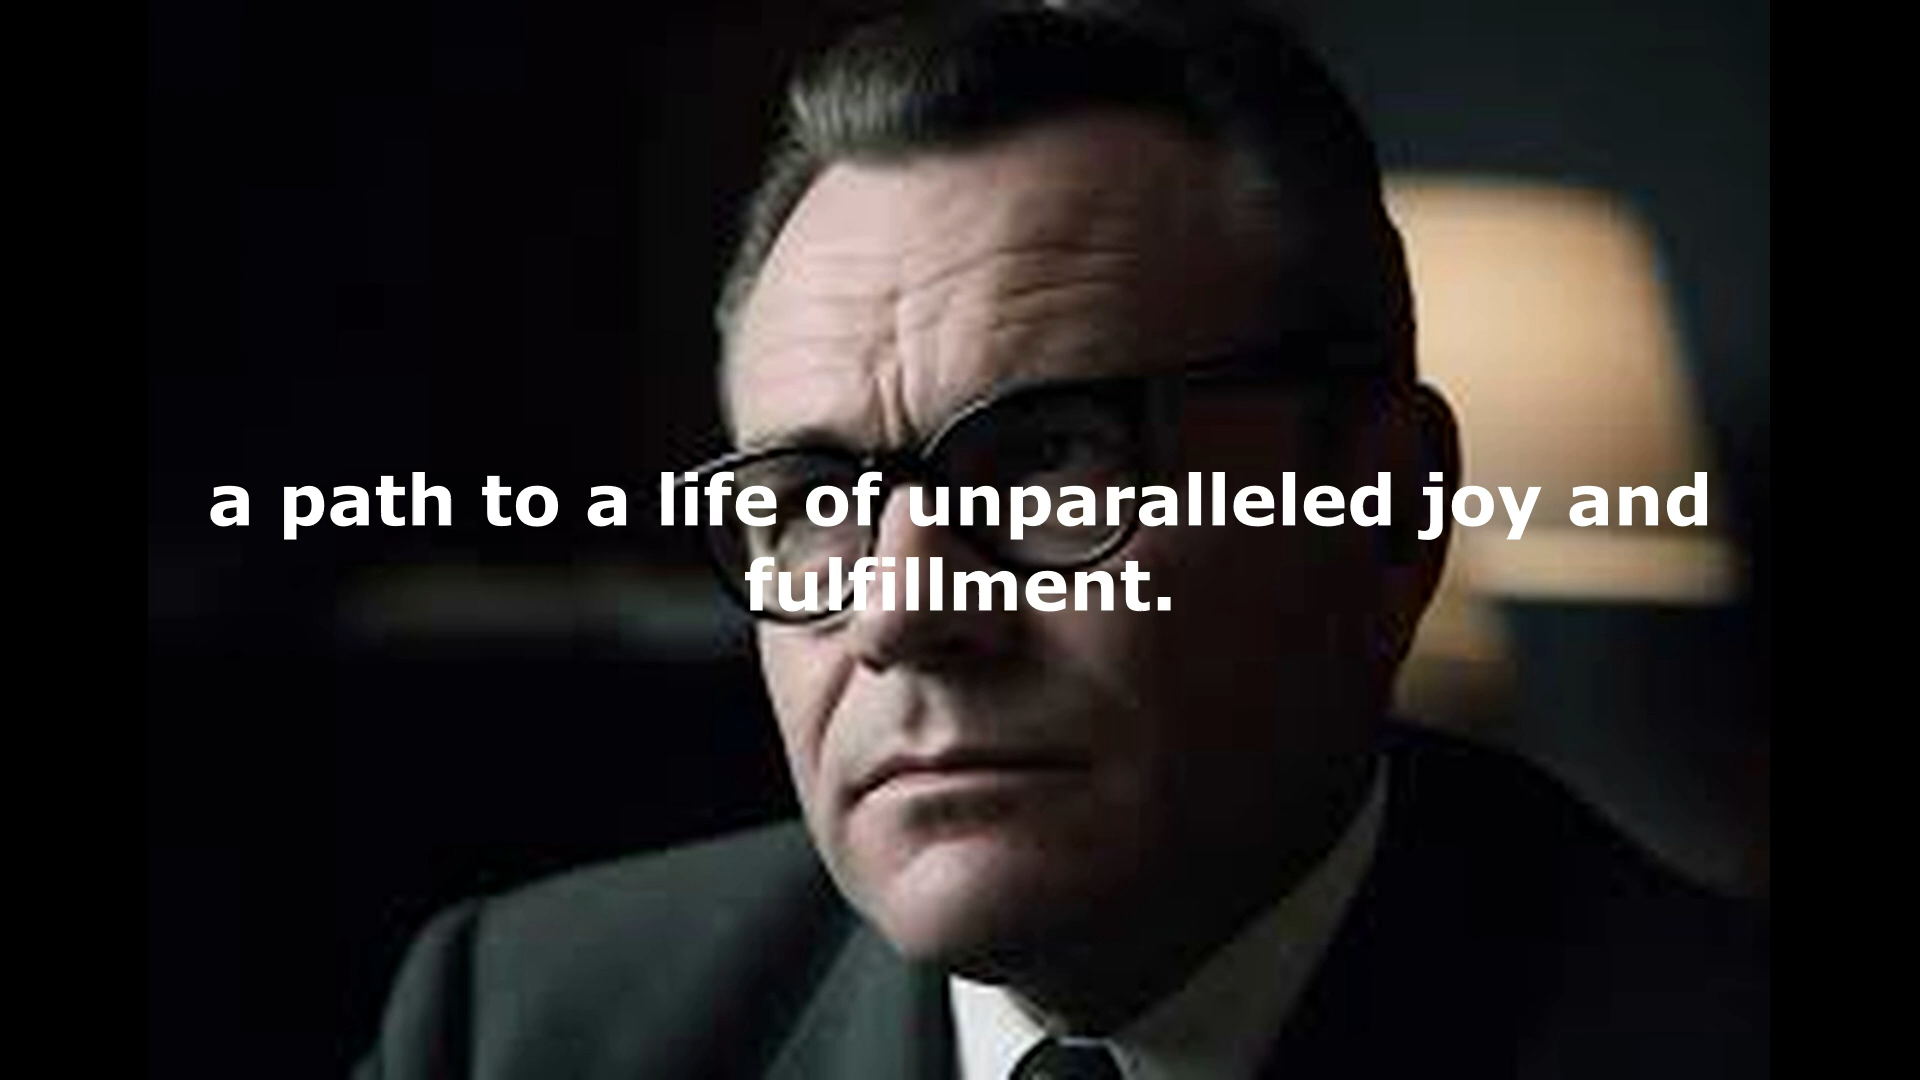 a path to a life of unparalleled joy and
fulfillment.